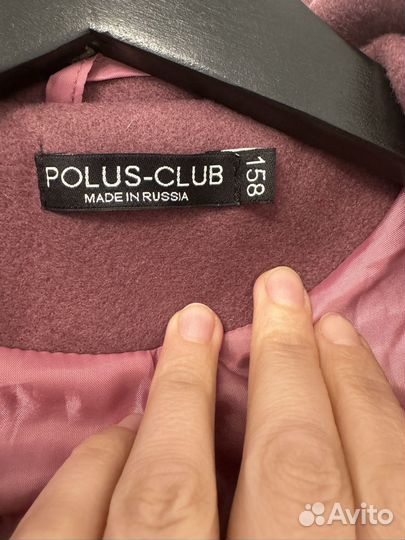 POLUS-CLUB
MADE IN RUSSIA
158
Avito